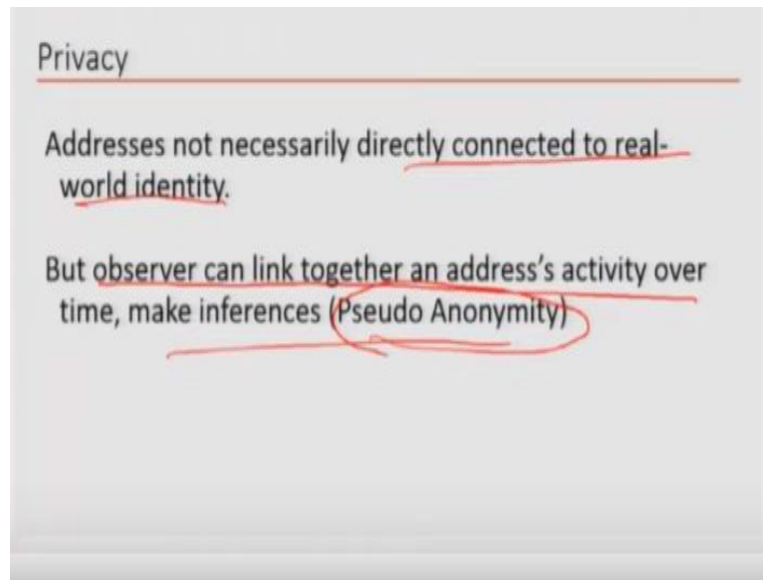 Privacy
Addresses not necessarily directly connected to real-
world identity.
But observer can link together an address's activity over
time, make inferences (Pseudo Anonymity)